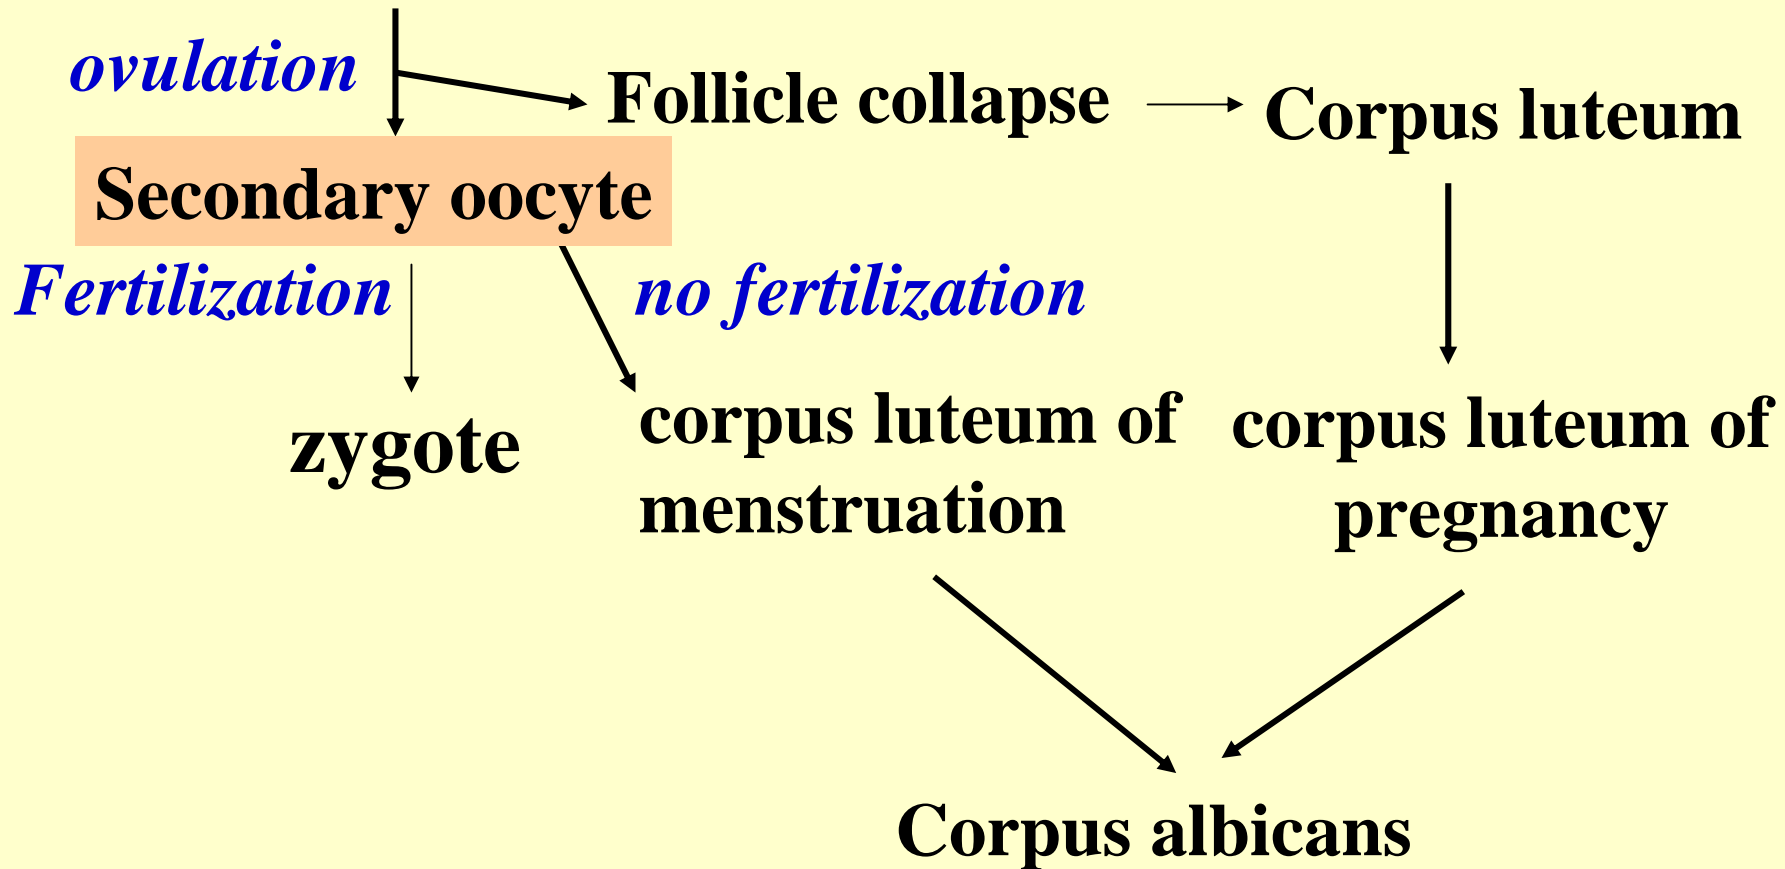 ovulation
Follicle collapse
Corpus luteum
Secondary oocyte
Fertilization
no fertilization
zygote
corpus luteum of
menstruation
corpus luteum of
pregnancy
Corpus albicans